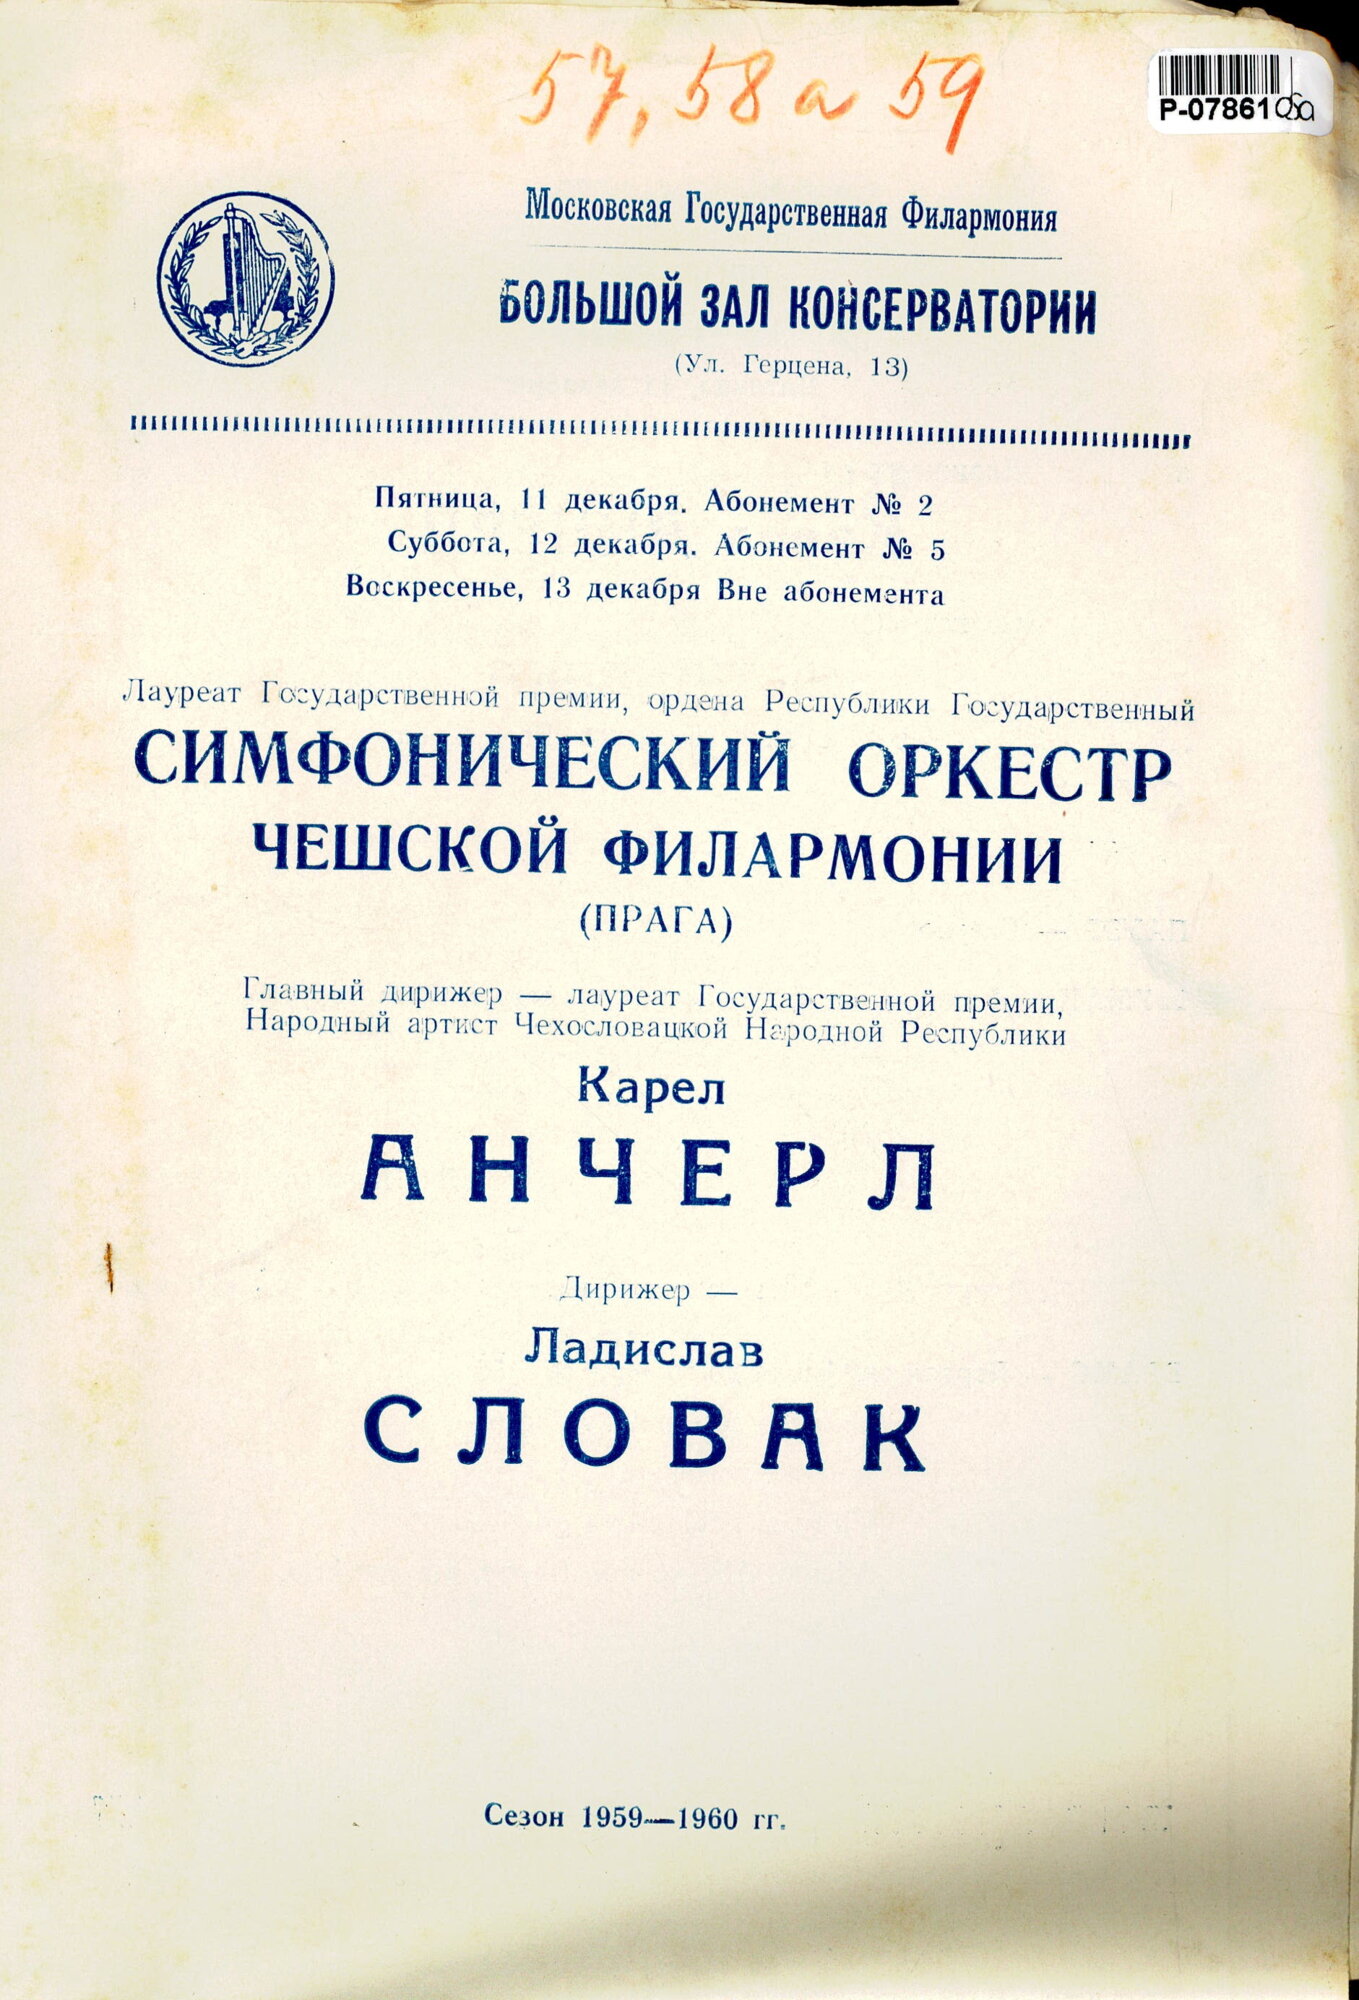 57, 58 a 59
P-07861
Московская Государственная Филармония
БОЛЬШОЙ ЗАЛ КОНСЕРВАТОРИИ
(Ул. Герцена, 13)
Пятница, 11 декабря. Абонемент № 2
Суббота, 12 декабря. Абонемент № 5
Воскресенье, 13 декабря Вне абонемента
Лауреат Государственной премии, ордена Республики Государственный
СИМФОНИЧЕСКИЙ ОРКЕСТР
ЧЕШСКОЙ ФИЛАРМОНИИ
(ПРАГА)
Главный дирижер — лауреат Государственной премии,
Народный артист Чехословацкой Народной Республики
Карел
АНЧЕРЛ
Дирижер —
Ладислав
СЛОВАК
Сезон 1959—1960 гг.